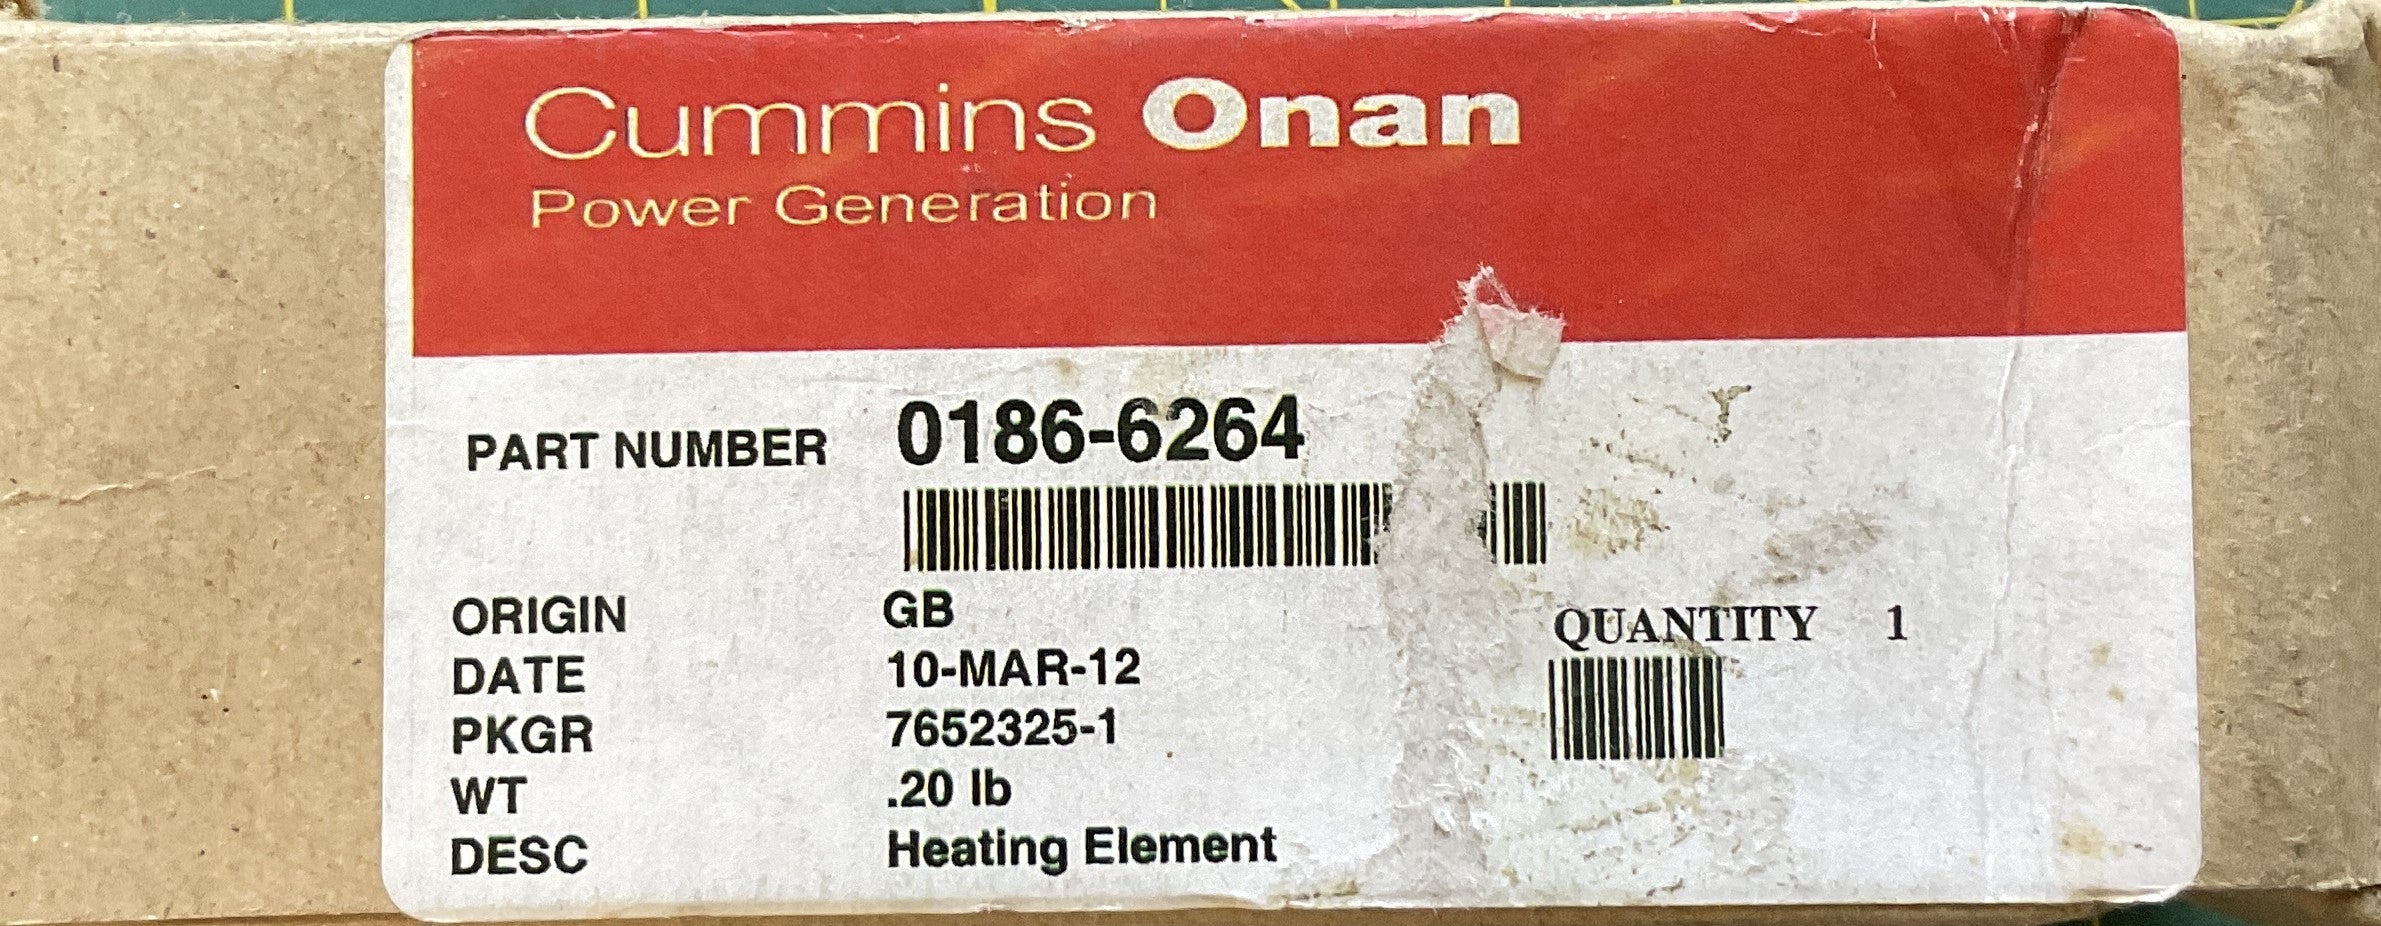 Cummins Onan
Power Generation
PART NUMBER 0186-6264
ORIGIN GB
QUANTITY 1
DATE 10-MAR-12
PKGR 7652325-1
WT .20 lb
DESC Heating Element